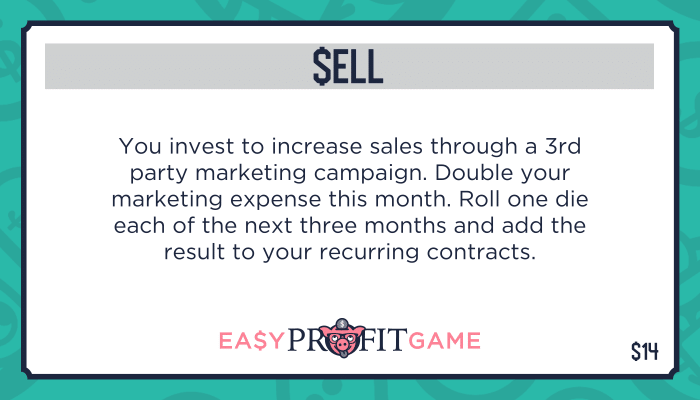 $ELL
You invest to increase sales through a 3rd
party marketing campaign. Double your
marketing expense this month. Roll one die
each of the next three months and add the
result to your recurring contracts.
EA$Y PROFIT GAME
$14